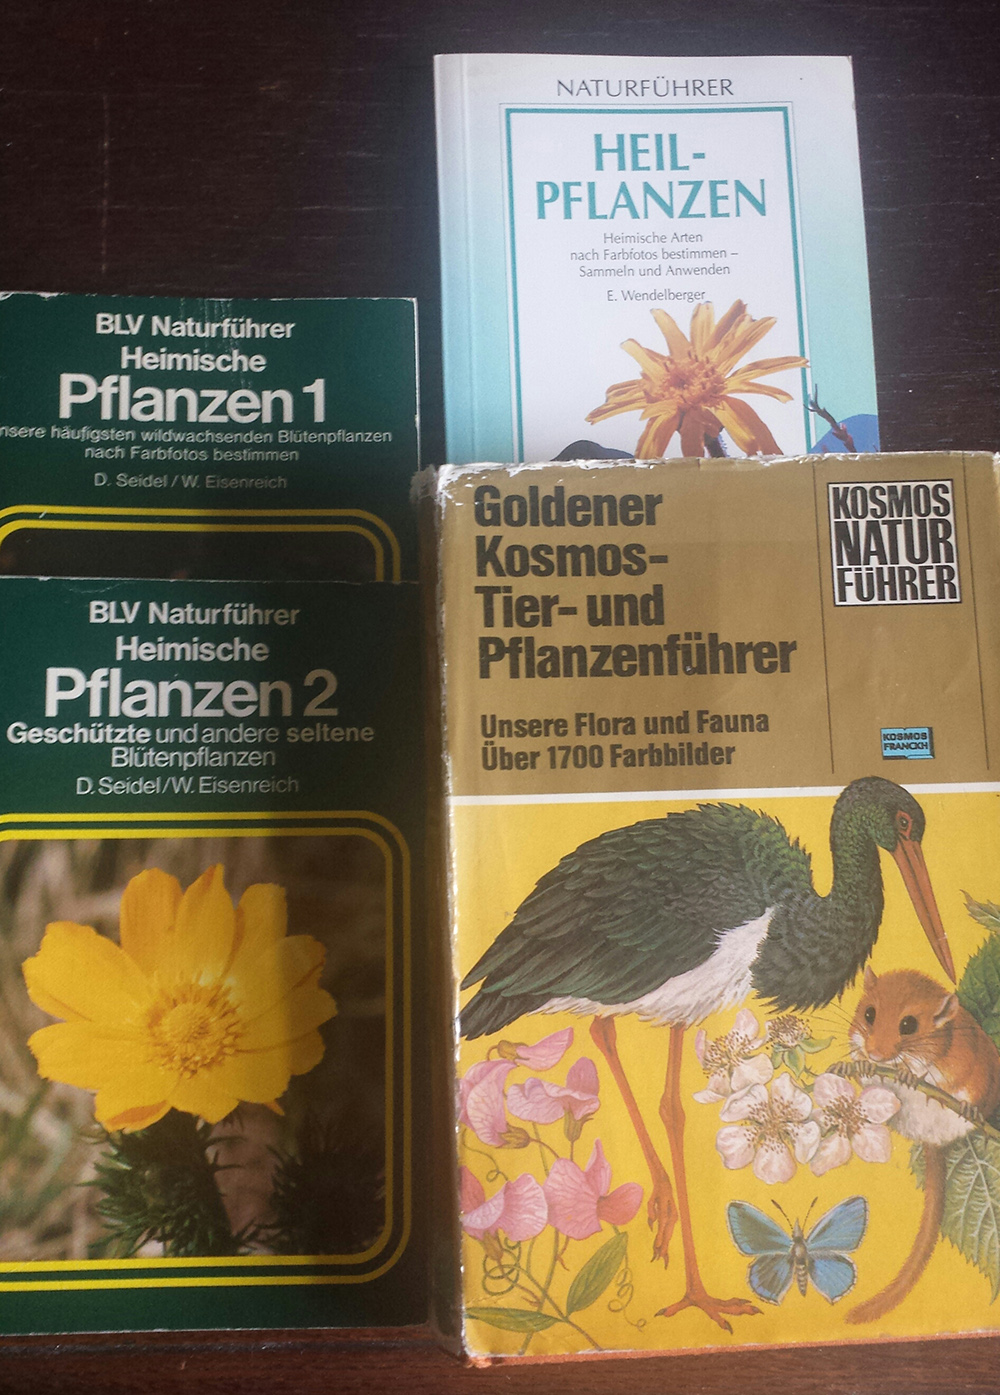 NATURFÜHRER
HEIL-
PFLANZEN
Heimische Arten
nach Farbfotos bestimmen –
Sammeln und Anwenden
E. Wendelberger
BLV Naturführer
Heimische
Pflanzen 1
nsere häufigsten wildwachsenden Blütenpflanzen
nach Farbfotos bestimmen
D. Seidel / W. Eisenreich
BLV Naturführer
Heimische
Pflanzen 2
Geschützte und andere seltene
Blütenpflanzen
D. Seidel/W. Eisenreich
Goldener
Kosmos-
Tier- und
Pflanzenführer
Unsere Flora und Fauna
Über 1700 Farbbilder
KOSMOS
NATUR
FÜHRER
KOSMOS
FRANCKH